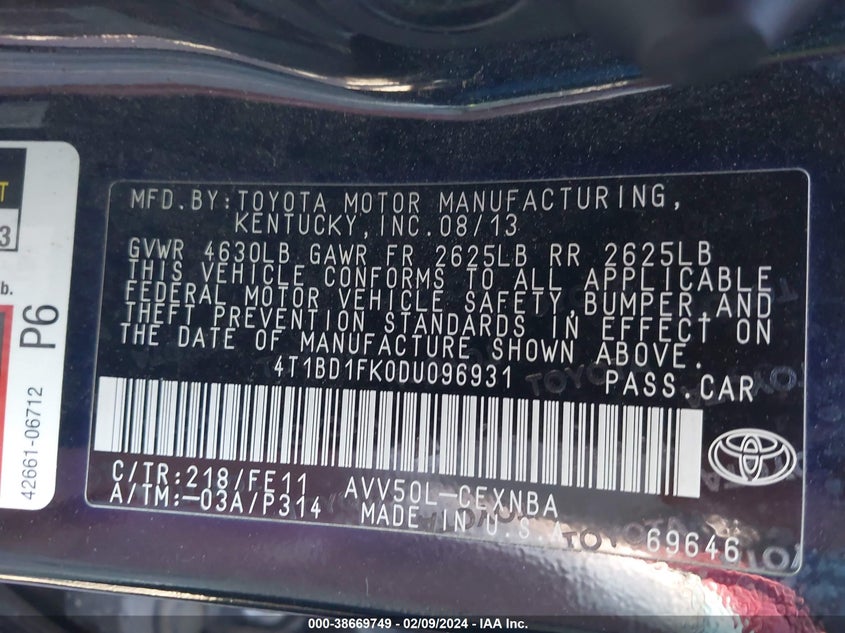 MFD.BY:TOYOTA MOTOR MANUFACTURING,
KENTUCKY,INC.08/13
GVWR 4630LB GAWR FR 2625LB RR 2625LB
THIS VEHICLE CONFORMS TO ALL APPLICABLE
FEDERAL MOTOR VEHICLE SAFETY,BUMPER,AND
THEFT PREVENTION STANDARDS IN EFFECT ON
THE DATE OF MANUFACTURE SHOWN ABOVE.
4T1BD1FK0DU096931 PASS.CAR
C/TR:218/FE11 AVV50L-CEXNBA
A/TM:-03A/P314 MADE IN U.S.A
69646
TOYOTA
3
b.
P6
42661-06712
000-38669749 - 02/09/2024 - IAA Inc.